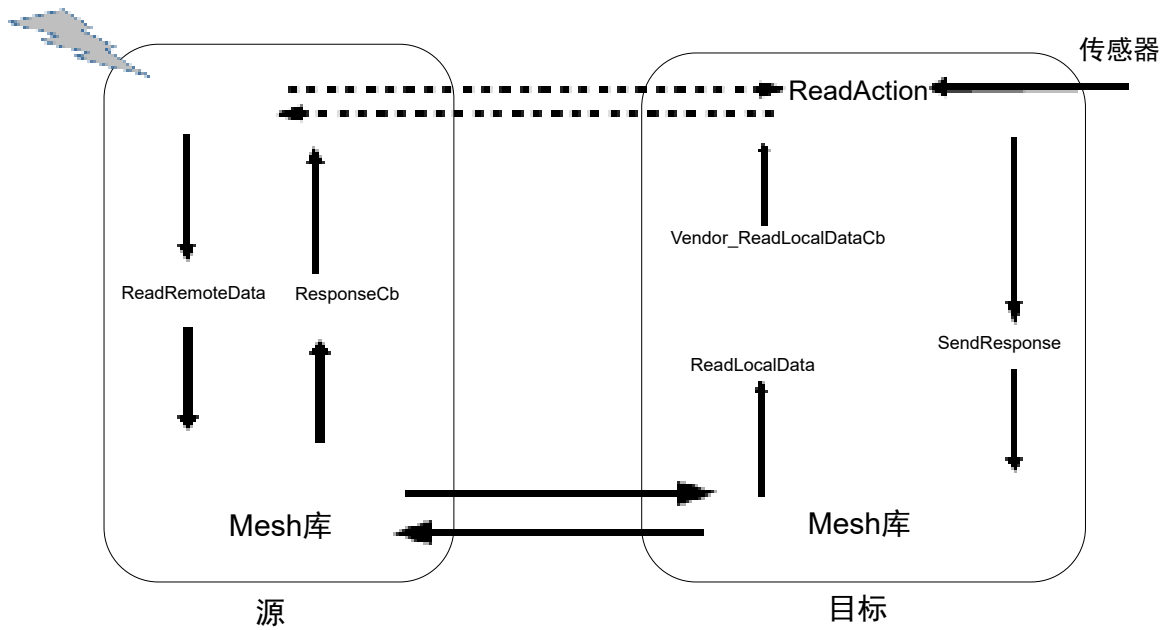 传感器
ReadAction
Vendor_ReadLocalDataCb
ReadRemoteData
ResponseCb
SendResponse
ReadLocalData
Mesh库
Mesh库
源
目标